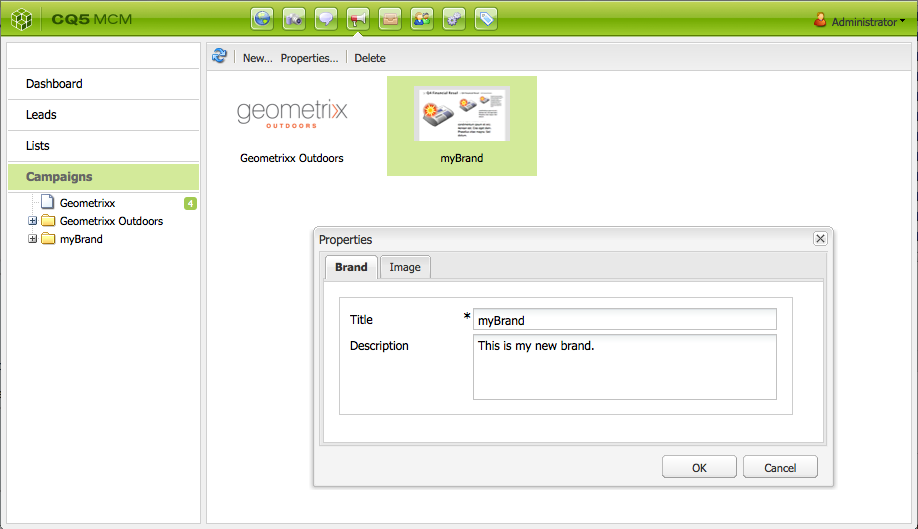 CQ5 MCM
Administrator
New... Properties... Delete
Dashboard
Leads
Lists
Campaigns
Geometrixx 4
Geometrixx Outdoors
myBrand
geometrixx
OUTDOORS
Geometrixx Outdoors
myBrand
Properties
Brand Image
Title * myBrand
Description This is my new brand.
OK Cancel